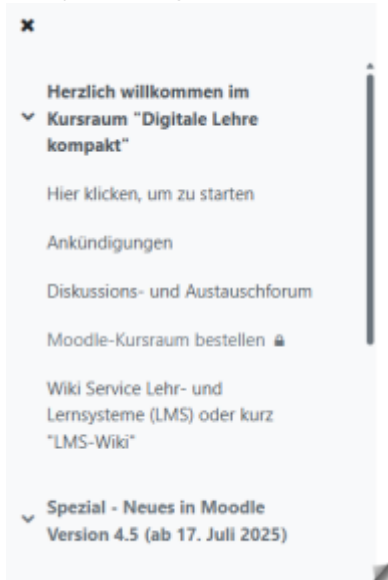 Herzlich willkommen im
Kursraum "Digitale Lehre
kompakt"
Hier klicken, um zu starten
Ankündigungen
Diskussions- und Austauschforum
Moodle-Kursraum bestellen
Wiki Service Lehr- und
Lernsysteme (LMS) oder kurz
"LMS-Wiki"
Spezial - Neues in Moodle
Version 4.5 (ab 17. Juli 2025)